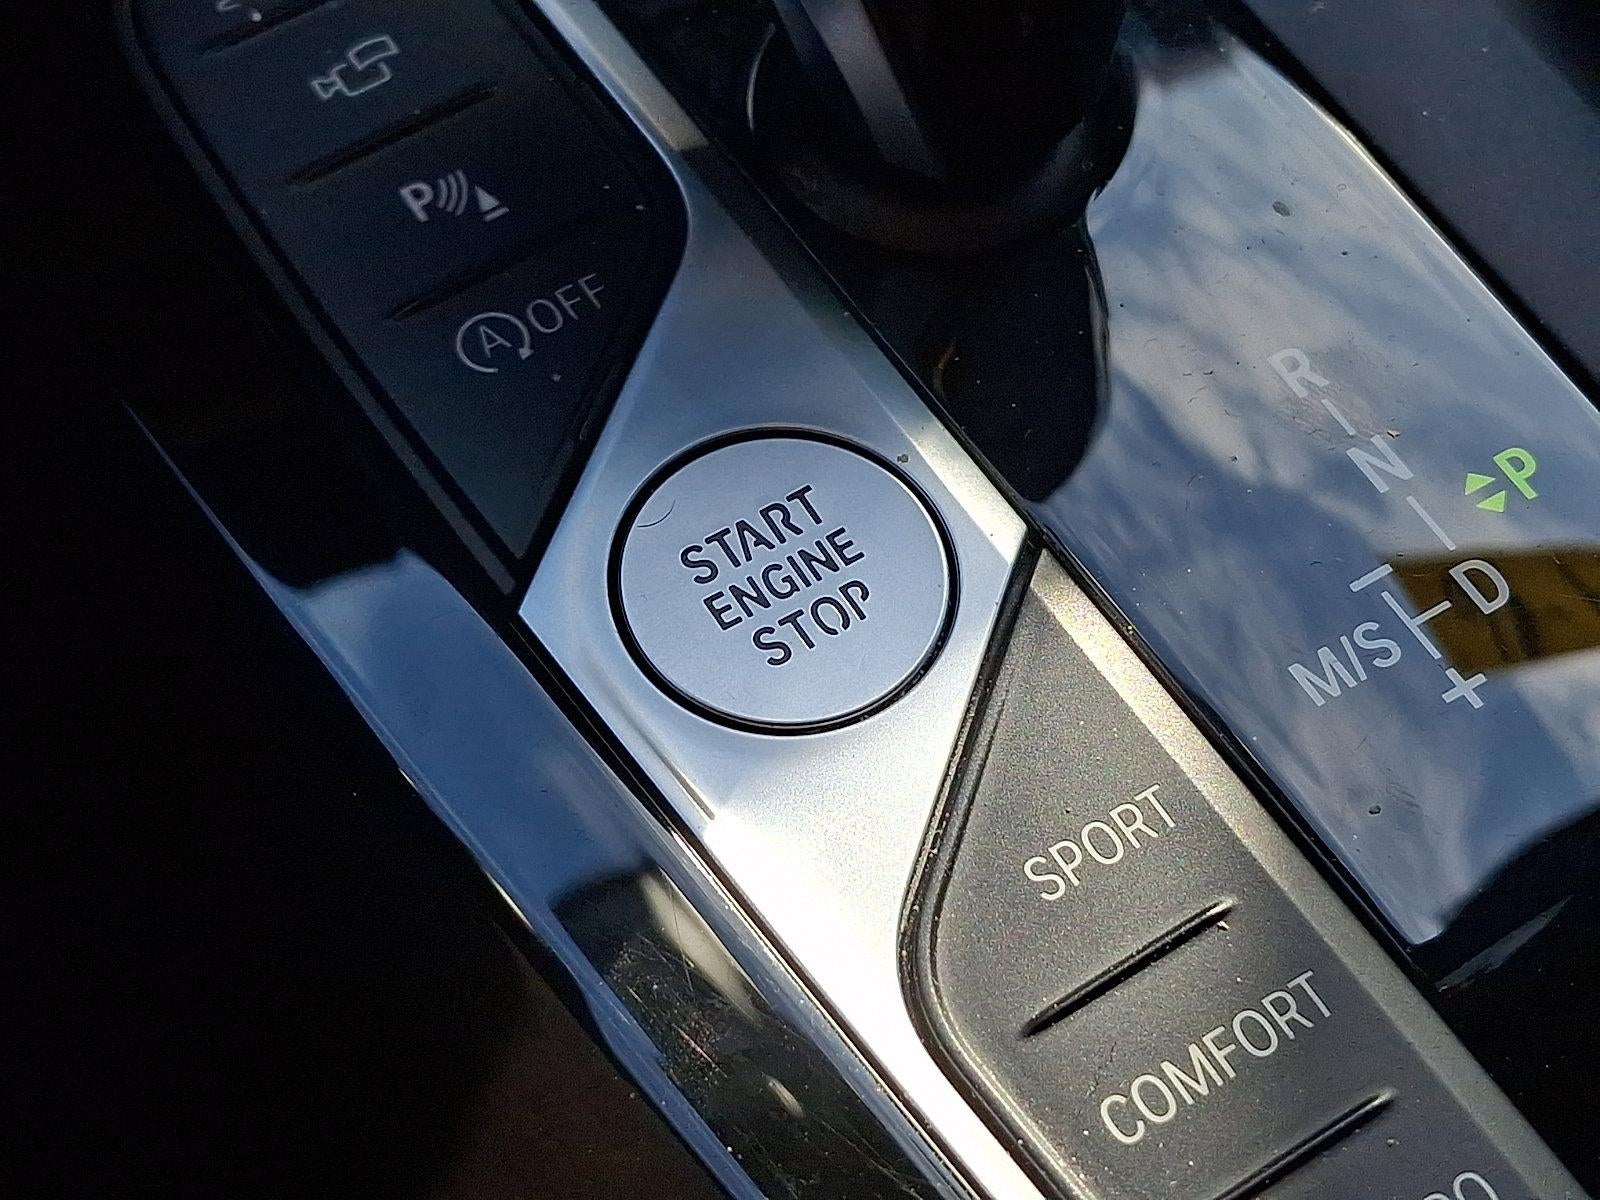 P
A OFF
START
ENGINE
STOP
R
N
P
D
M/S
+
SPORT
COMFORT